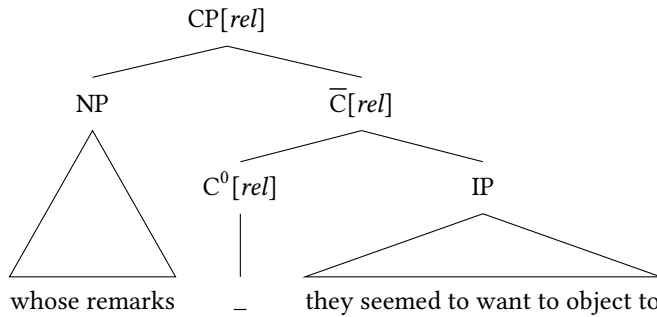 CP[rel]
NP C̅[rel]
C⁰[rel] IP
whose remarks _ they seemed to want to object to